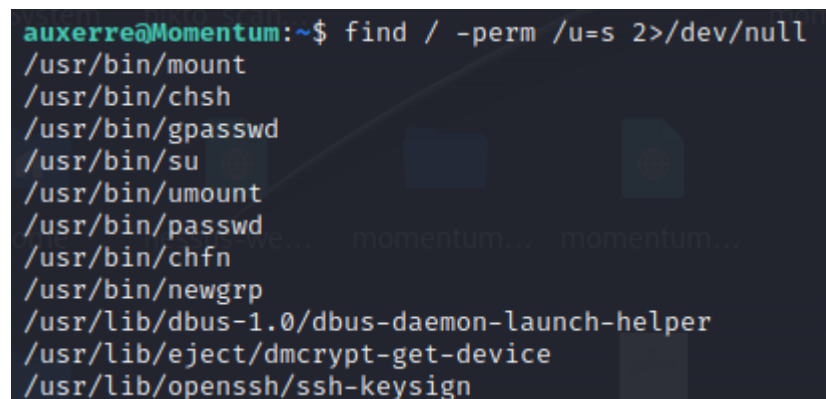 auxerre@Momentum:~$ find / -perm /u=s 2>/dev/null
/usr/bin/mount
/usr/bin/chsh
/usr/bin/gpasswd
/usr/bin/su
/usr/bin/umount
/usr/bin/passwd
/usr/bin/chfn
/usr/bin/newgrp
/usr/lib/dbus-1.0/dbus-daemon-launch-helper
/usr/lib/eject/dmcrypt-get-device
/usr/lib/openssh/ssh-keysign
momentum... momentum...